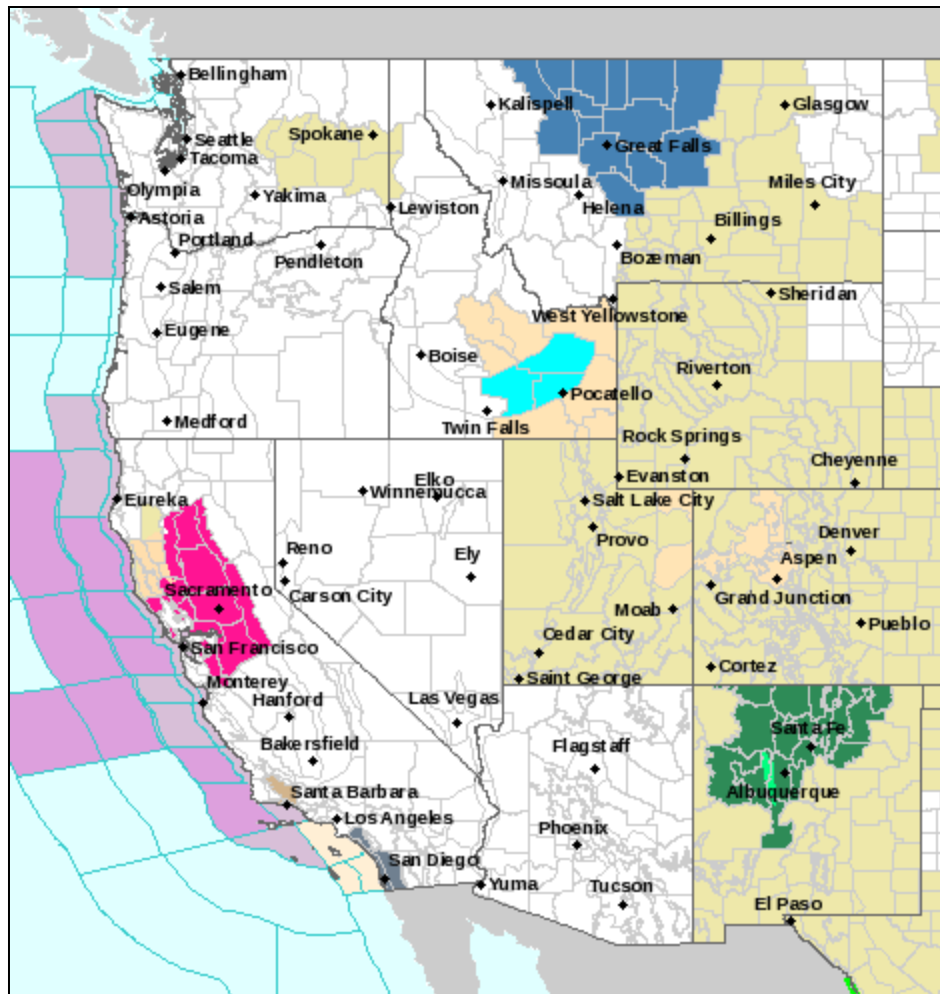 Bellingham
Kalispell
Glasgow
Seattle
Spokane
Great Falls
Tacoma
Olympia
Yakima
Missoula
Miles City
Astoria
Lewiston
Helena
Billings
Portland
Pendleton
Bozeman
Salem
Sheridan
Eugene
West Yellowstone
Boise
Riverton
Pocatello
Medford
Twin Falls
Rock Springs
Cheyenne
Evanston
Eureka
Elko
Winnemucca
Salt Lake City
Provo
Denver
Reno
Ely
Aspen
Sacramento
Carson City
Grand Junction
Moab
Pueblo
San Francisco
Cedar City
Cortez
Saint George
Monterey
Hanford
Las Vegas
Bakersfield
Flagstaff
Santa Fe
Santa Barbara
Albuquerque
Los Angeles
Phoenix
San Diego
Yuma
Tucson
El Paso